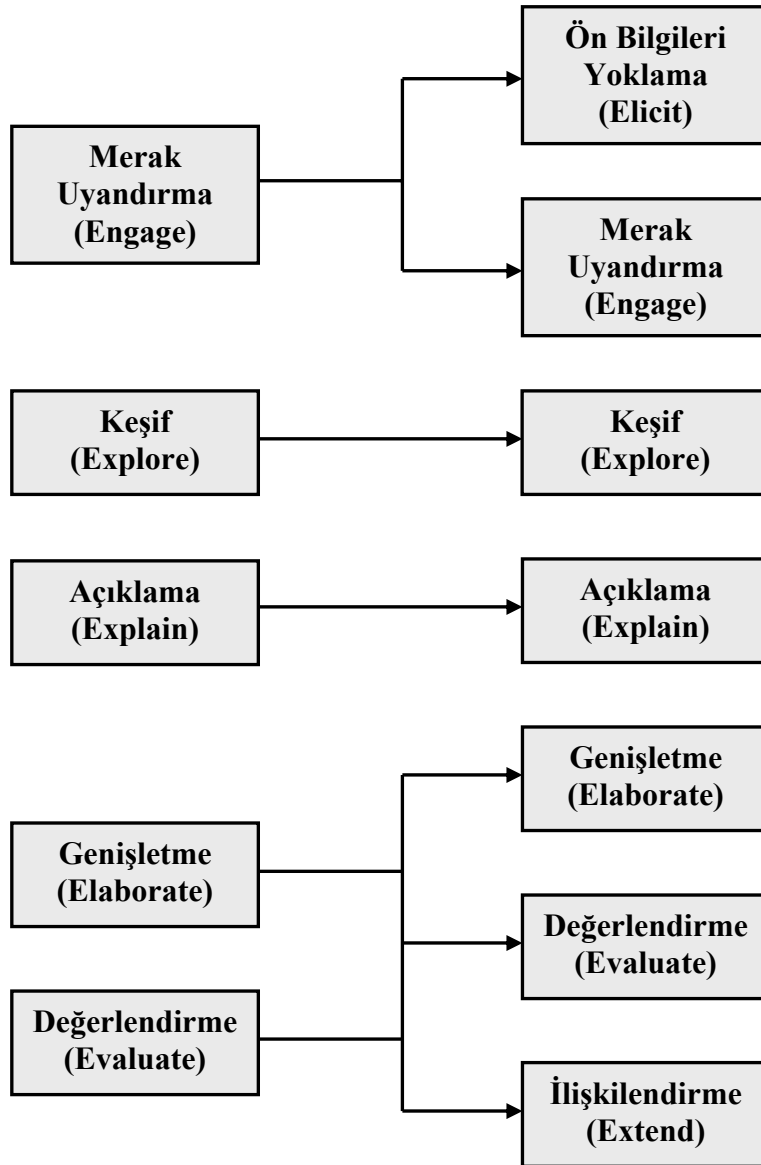 Ön Bilgileri
Yoklama
(Elicit)
Merak
Uyandırma
(Engage)
Merak
Uyandırma
(Engage)
Keşif
(Explore)
Keşif
(Explore)
Açıklama
(Explain)
Açıklama
(Explain)
Genişletme
(Elaborate)
Genişletme
(Elaborate)
Değerlendirme
(Evaluate)
Değerlendirme
(Evaluate)
İlişkilendirme
(Extend)